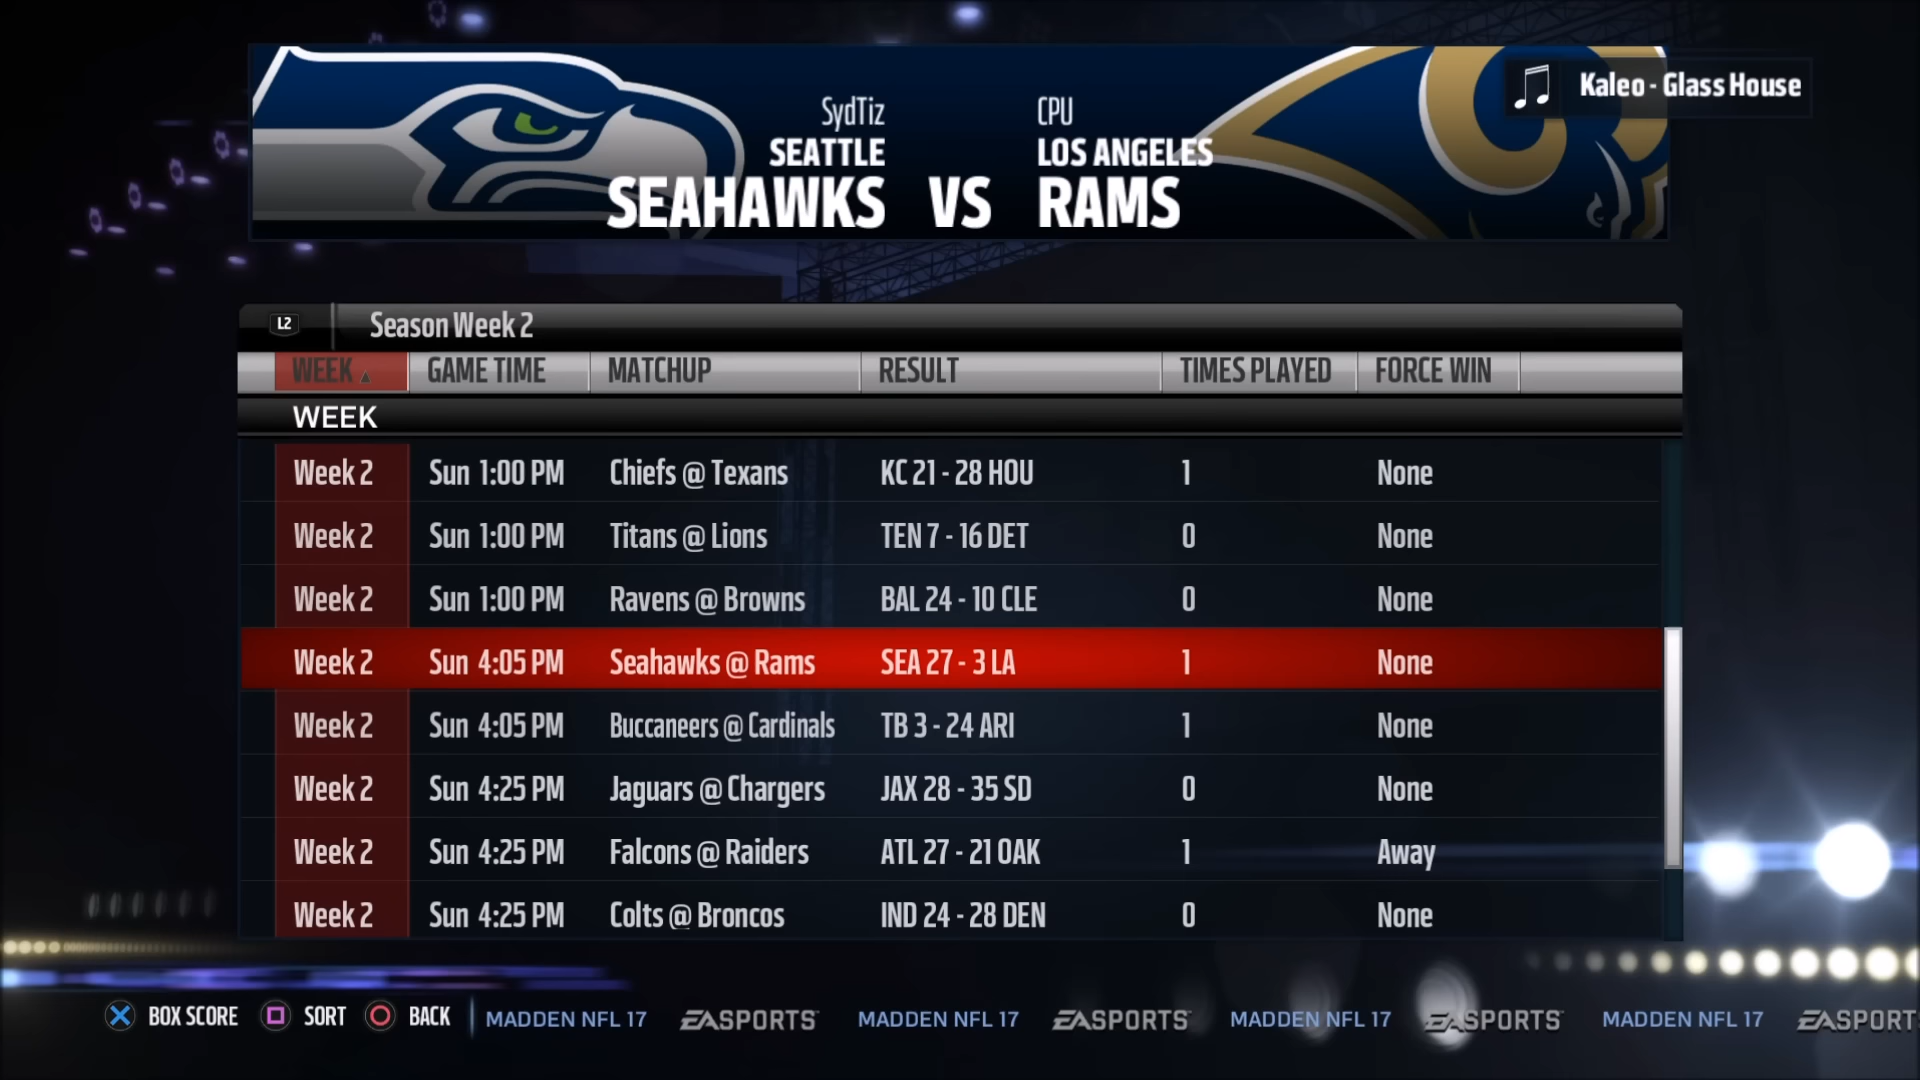 Kaleo - Glass House
SydTiz
SEATTLE
SEAHAWKS
VS
CPU
LOS ANGELES
RAMS
L2 Season Week 2
WEEK GAME TIME MATCHUP RESULT TIMES PLAYED FORCE WIN
WEEK
Week 2 Sun 1:00 PM Chiefs @ Texans KC 21 - 28 HOU 1 None
Week 2 Sun 1:00 PM Titans @ Lions TEN 7 - 16 DET 0 None
Week 2 Sun 1:00 PM Ravens @ Browns BAL 24 - 10 CLE 0 None
Week 2 Sun 4:05 PM Seahawks @ Rams SEA 27 - 3 LA 1 None
Week 2 Sun 4:05 PM Buccaneers @ Cardinals TB 3 - 24 ARI 1 None
Week 2 Sun 4:25 PM Jaguars @ Chargers JAX 28 - 35 SD 0 None
Week 2 Sun 4:25 PM Falcons @ Raiders ATL 27 - 21 OAK 1 Away
Week 2 Sun 4:25 PM Colts @ Broncos IND 24 - 28 DEN 0 None
BOX SCORE SORT BACK MADDEN NFL 17 EA SPORTS MADDEN NFL 17 EA SPORTS MADDEN NFL 17 EA SPORTS MADDEN NFL 17 EA SPORT